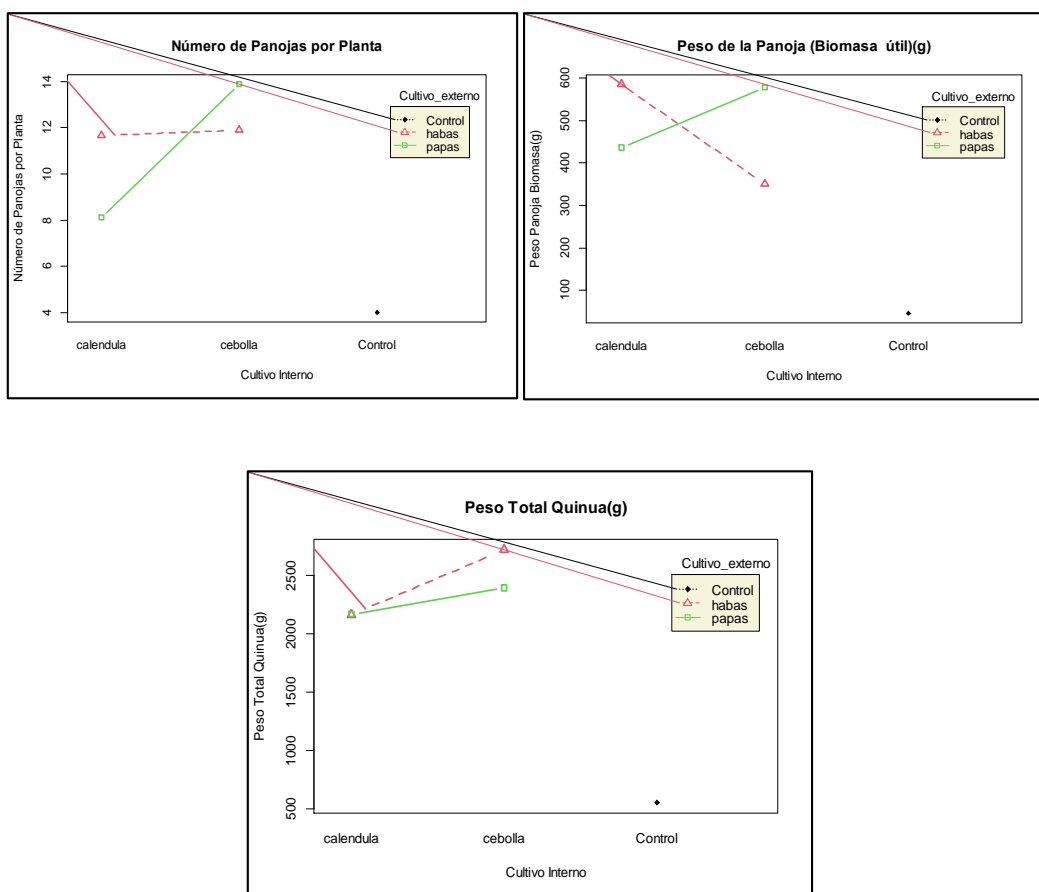 Número de Panojas por Planta
Número de Panojas por Planta
14
12
10
8
6
4
Cultivo_externo
Control
habas
papas
calendula cebolla Control
Cultivo Interno
Peso de la Panoja (Biomasa útil)(g)
Peso Panoja Biomasa(g)
600
500
400
300
200
100
Cultivo_externo
Control
habas
papas
calendula cebolla Control
Cultivo Interno
Peso Total Quinua(g)
Peso Total Quinua(g)
2500
2000
1500
1000
500
Cultivo_externo
Control
habas
papas
calendula cebolla Control
Cultivo Interno